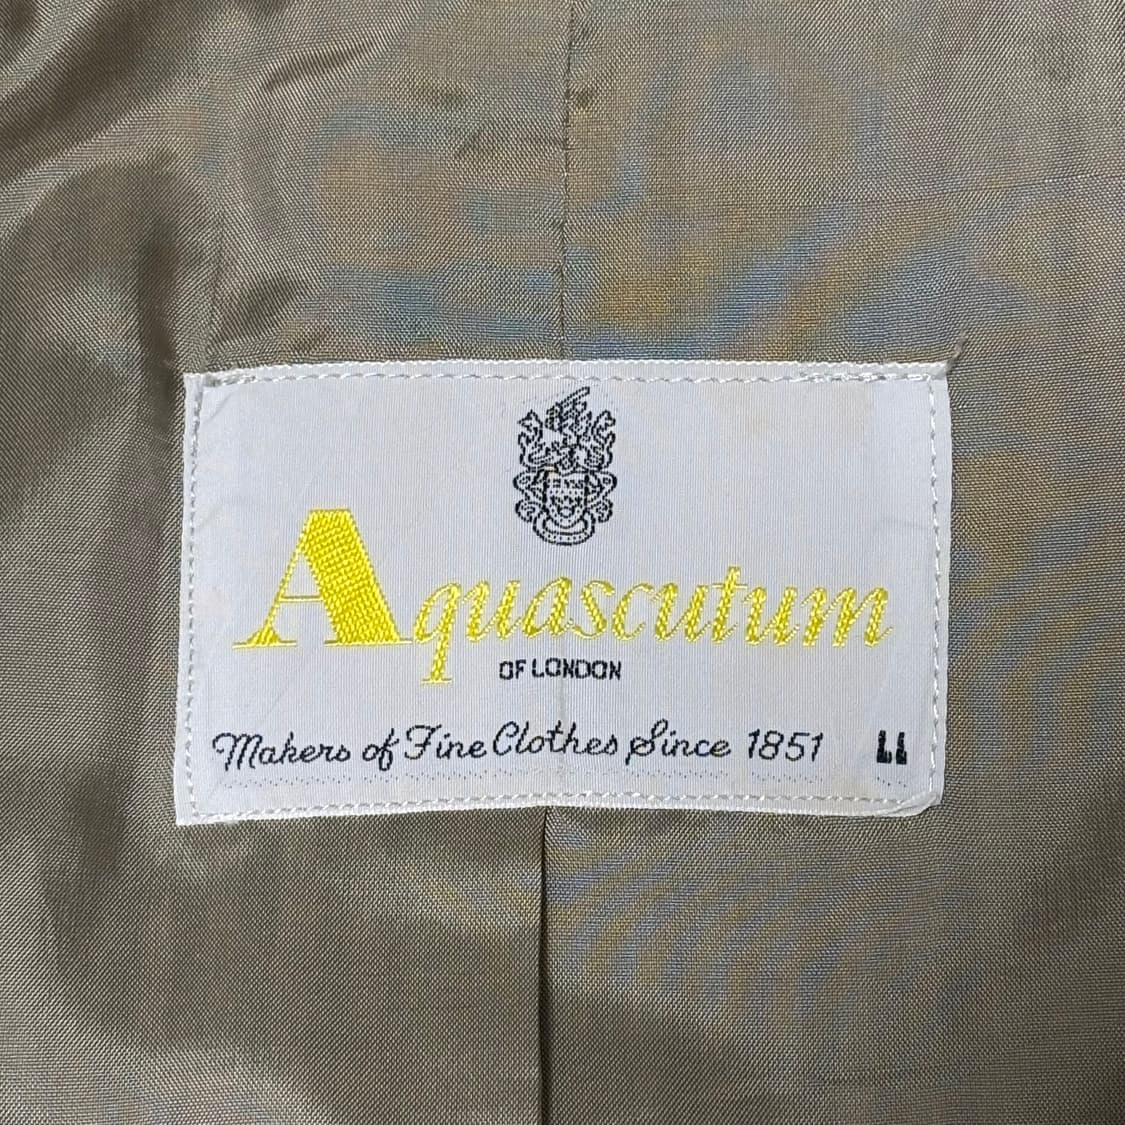 Aquascutum
OF LONDON
Makers of Fine Clothes Since 1851 LL